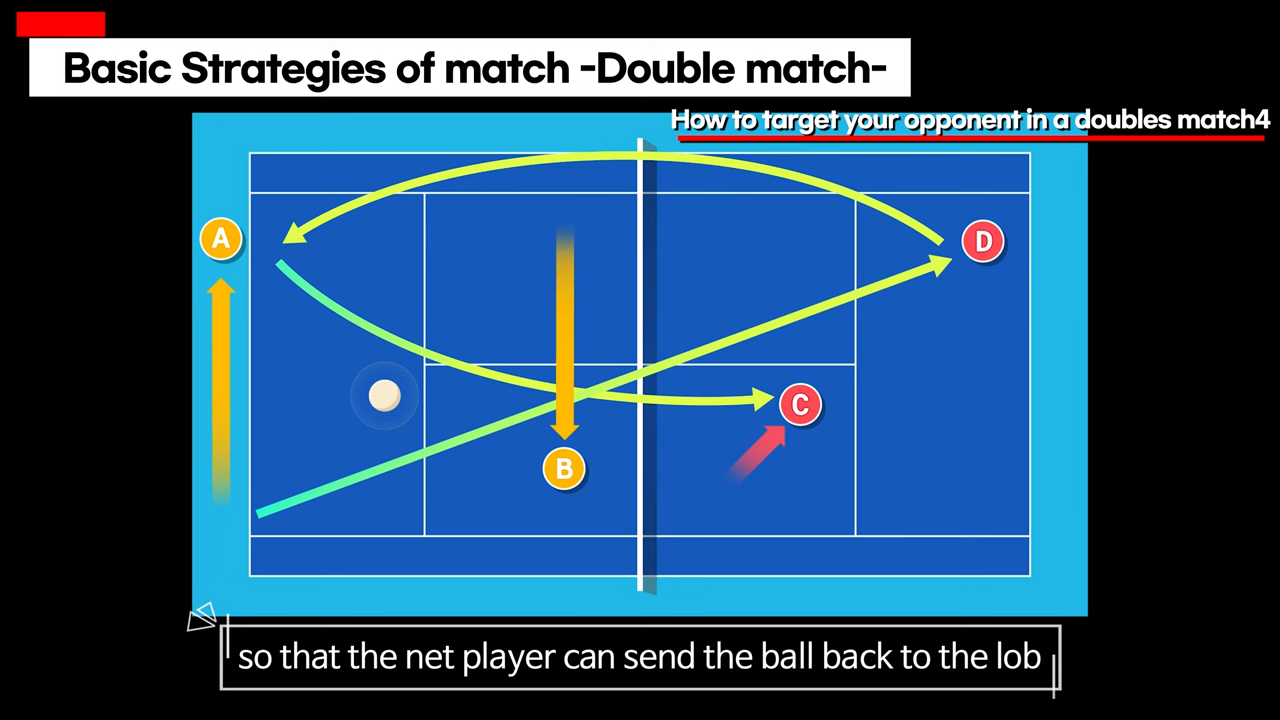 Basic Strategies of match -Double match-
How to target your opponent in a doubles match4
A
D
C
B
so that the net player can send the ball back to the lob